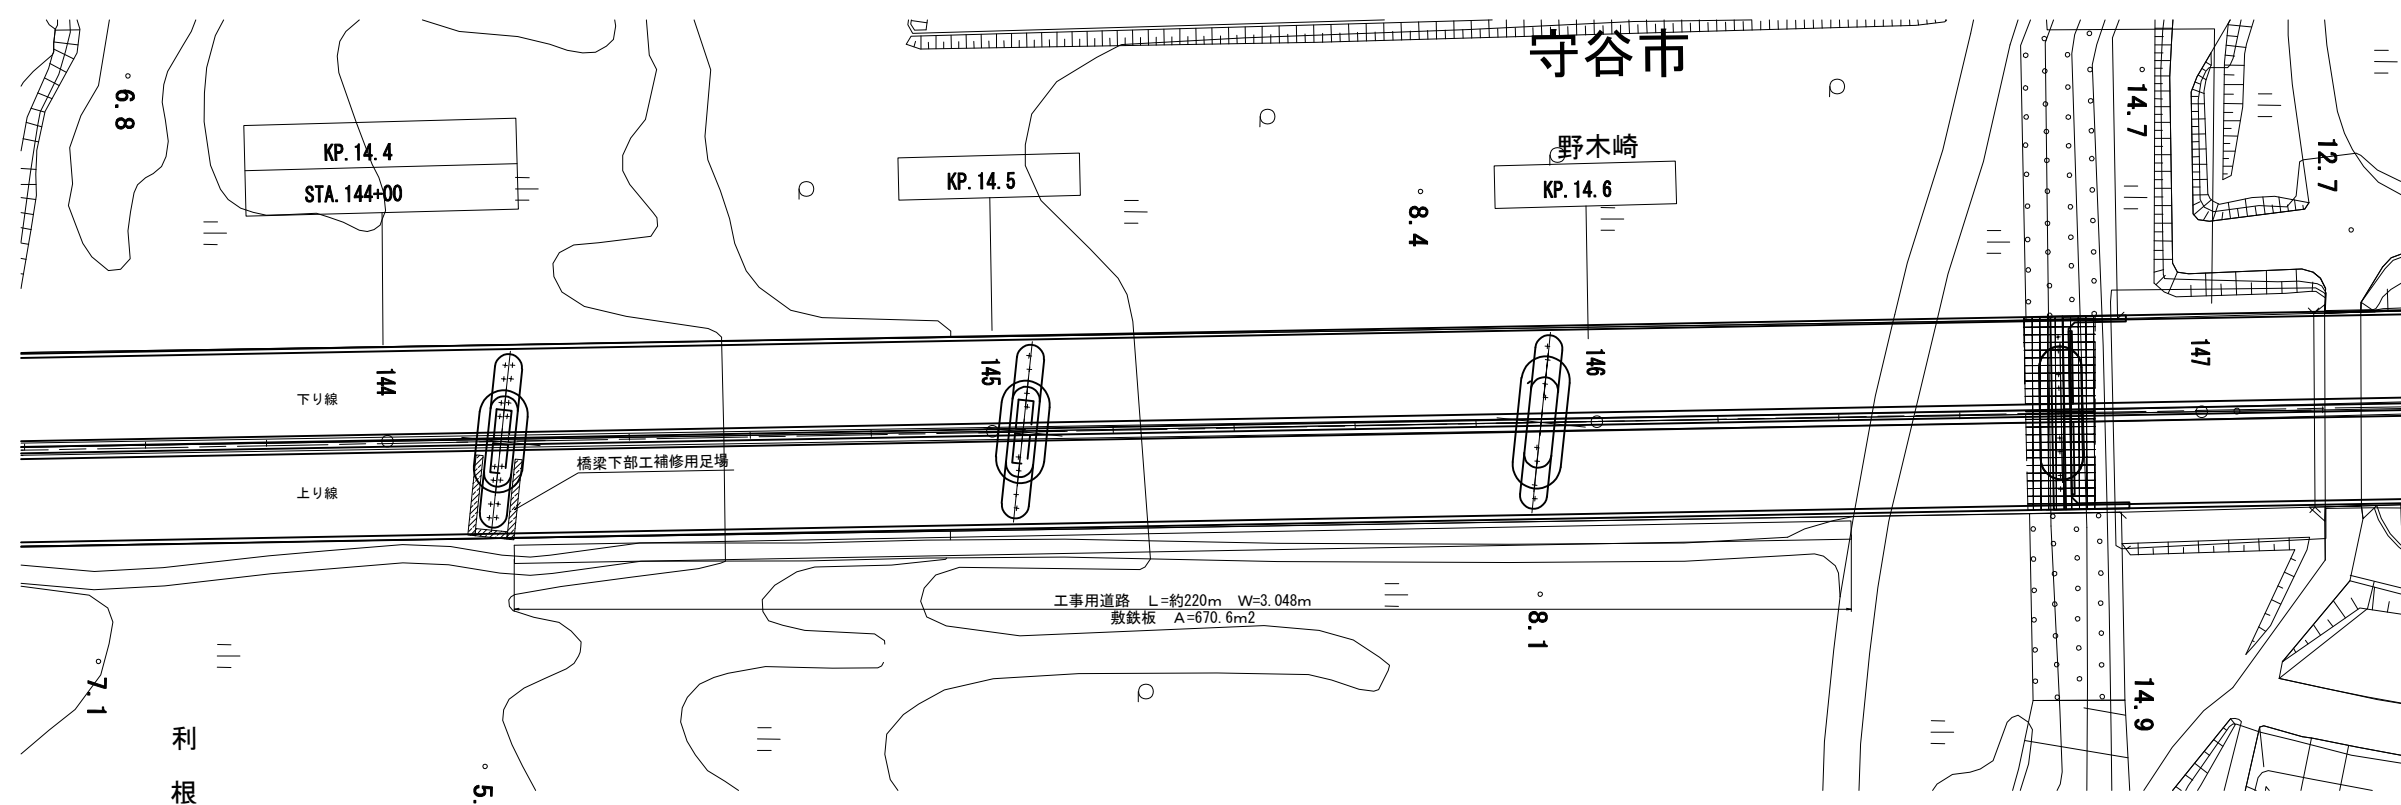 守谷市
野木崎
6.8
14.7
12.7
KP.14.4
STA.144+00
KP.14.5
KP.14.6
8.4
144
145
146
147
下り線
上り線
橋梁下部工補修用足場
工事用道路 L=約220m W=3.048m
敷鉄板 A=670.6m2
8.1
7.1
14.9
利
根
5.